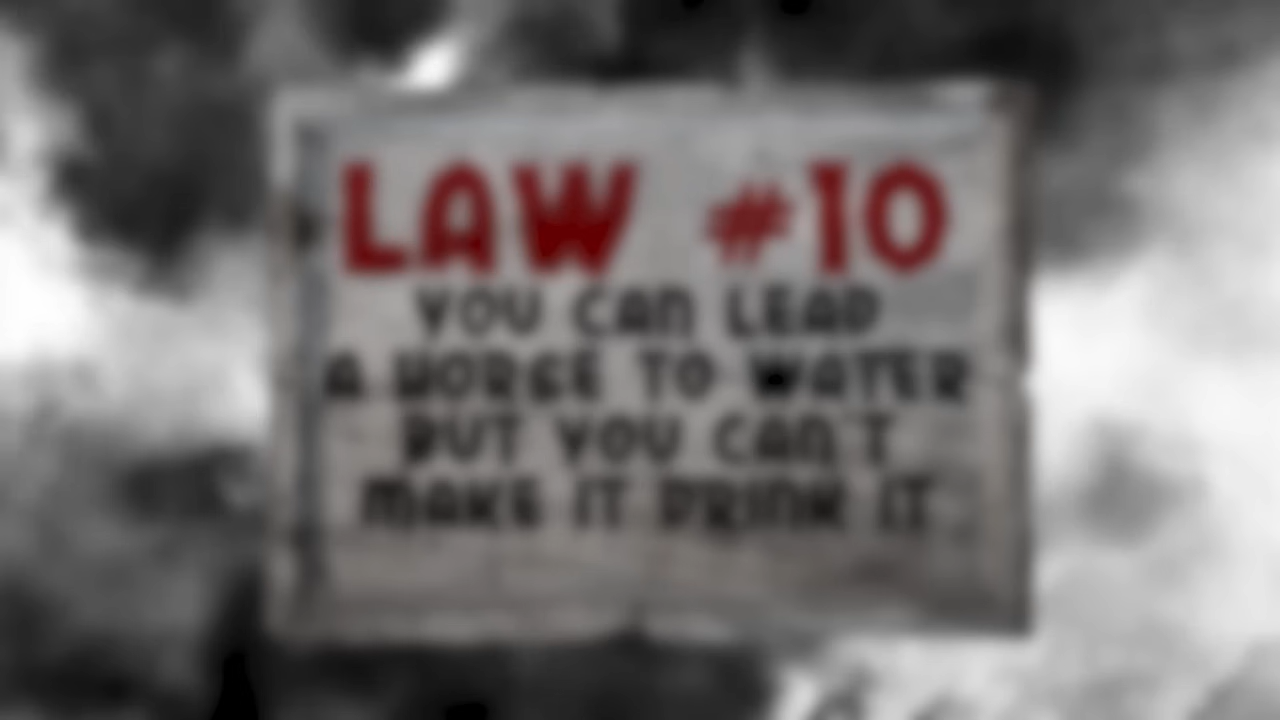 LAW #10
YOU CAN LEAD
A HORSE TO WATER
BUT YOU CAN'T
MAKE IT DRINK IT